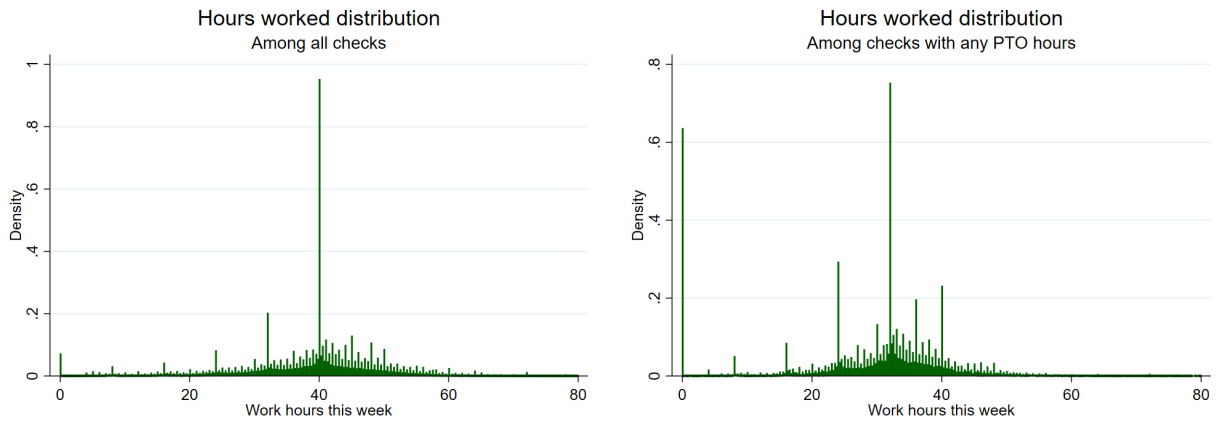 Hours worked distribution
Among all checks
1
.8
.6
.4
.2
0
Density
0
20
40
60
80
Work hours this week
Hours worked distribution
Among checks with any PTO hours
.8
.6
.4
.2
0
Density
0
20
40
60
80
Work hours this week